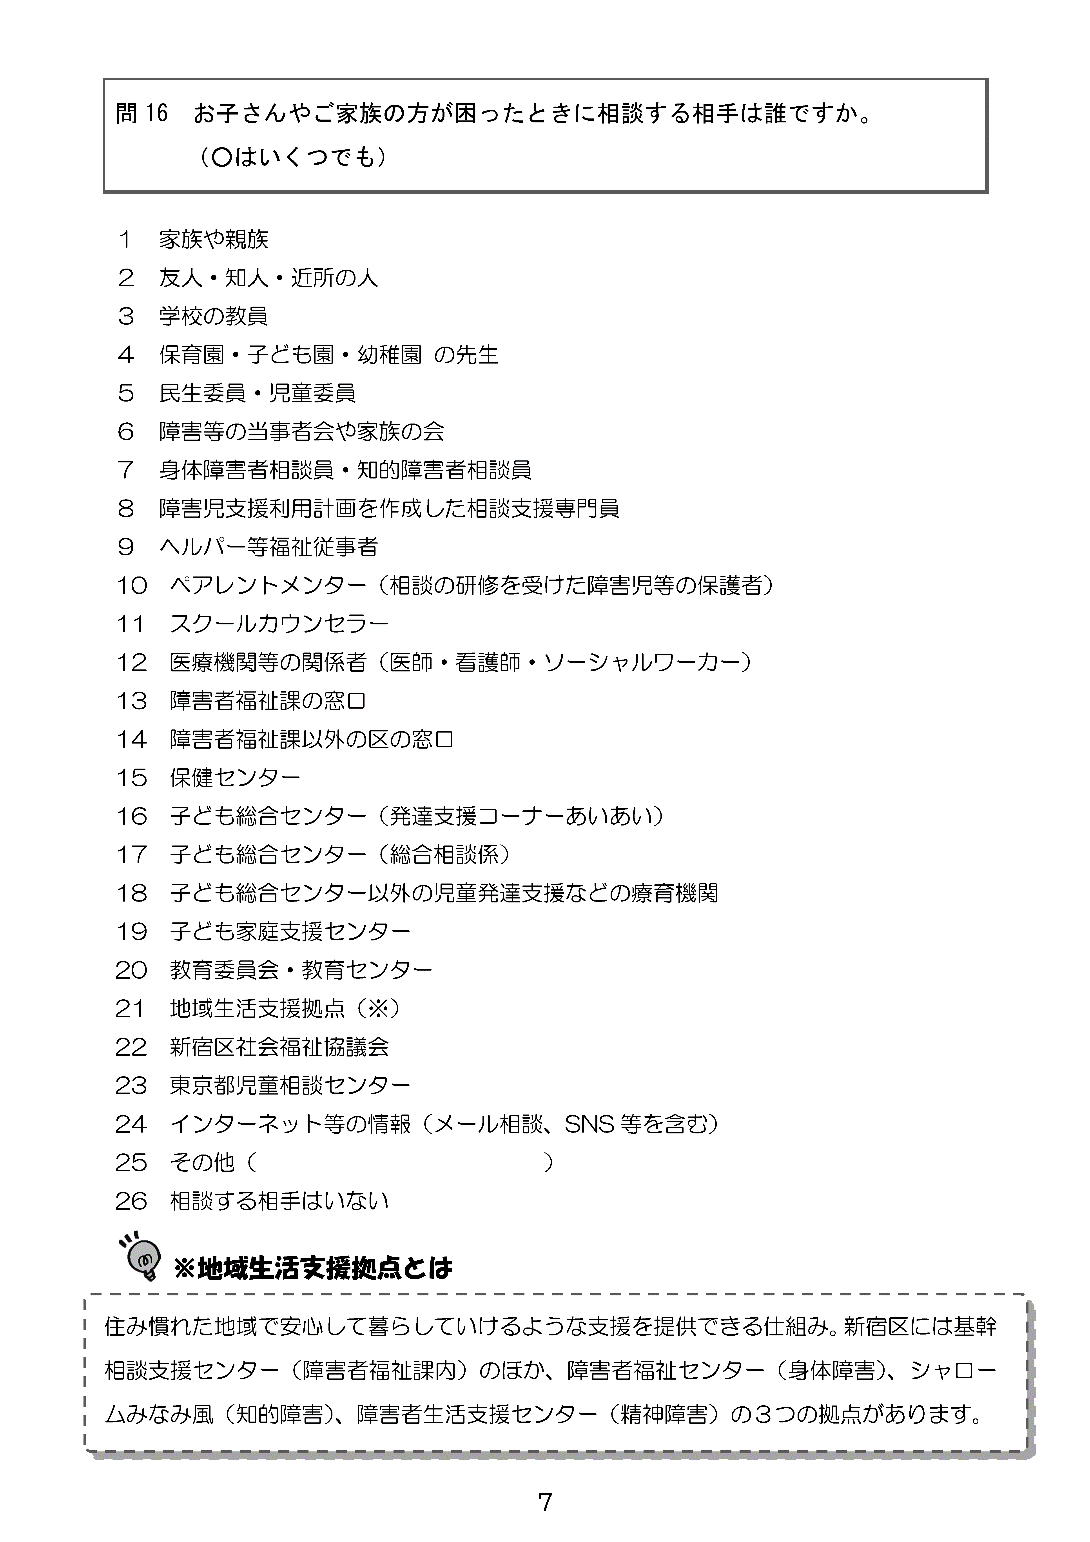 問16　お子さんやご家族の方が困ったときに相談する相手は誰ですか。
（〇はいくつでも）
1　家族や親族
2　友人・知人・近所の人
3　学校の教員
4　保育園・子ども園・幼稚園 の先生
5　民生委員・児童委員
6　障害等の当事者会や家族の会
7　身体障害者相談員・知的障害者相談員
8　障害児支援利用計画を作成した相談支援専門員
9　ヘルパー等福祉従事者
10　ペアレントメンター（相談の研修を受けた障害児等の保護者）
11　スクールカウンセラー
12　医療機関等の関係者（医師・看護師・ソーシャルワーカー）
13　障害者福祉課の窓口
14　障害者福祉課以外の区の窓口
15　保健センター
16　子ども総合センター（発達支援コーナーあいあい）
17　子ども総合センター（総合相談係）
18　子ども総合センター以外の児童発達支援などの療育機関
19　子ども家庭支援センター
20　教育委員会・教育センター
21　地域生活支援拠点（※）
22　新宿区社会福祉協議会
23　東京都児童相談センター
24　インターネット等の情報（メール相談、SNS 等を含む）
25　その他（　　　　　　　　　　　　　）
26　相談する相手はいない
※地域生活支援拠点とは
住み慣れた地域で安心して暮らしていけるような支援を提供できる仕組み。新宿区には基幹
相談支援センター（障害者福祉課内）のほか、障害者福祉センター（身体障害）、シャロー
ムみなみ風（知的障害）、障害者生活支援センター（精神障害）の３つの拠点があります。
7